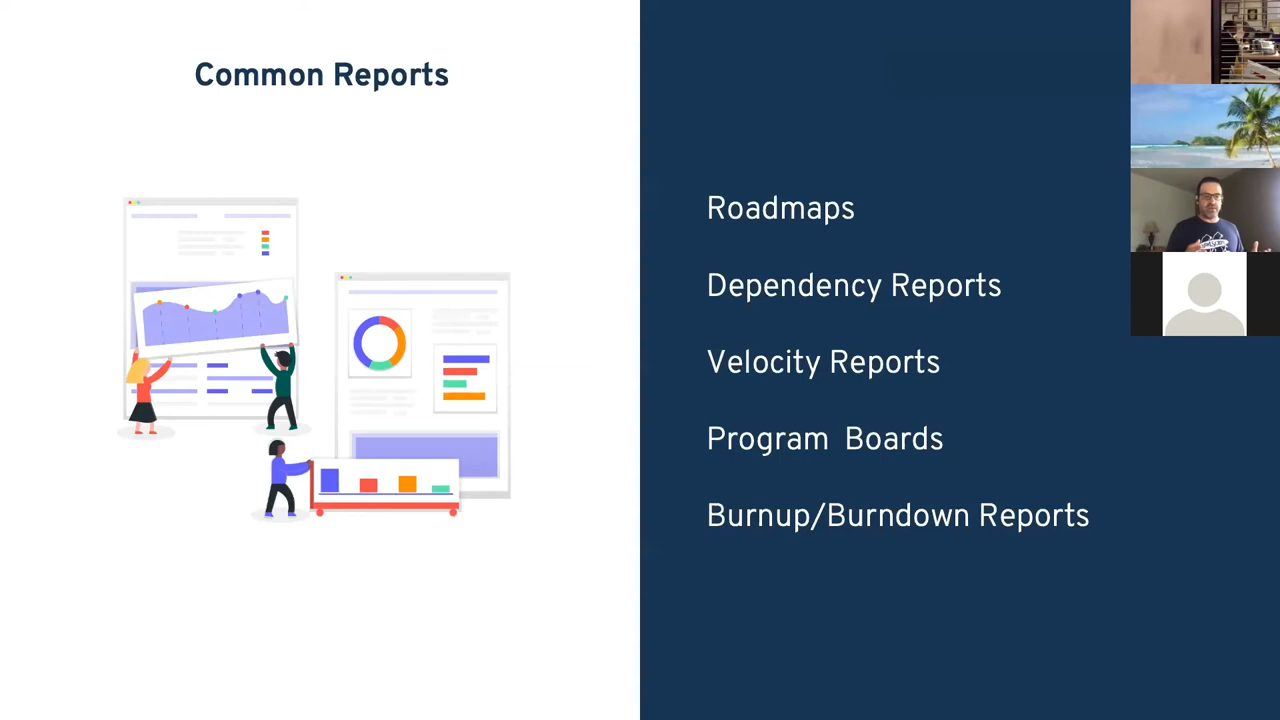 Common Reports
Roadmaps
Dependency Reports
Velocity Reports
Program Boards
Burnup/Burndown Reports